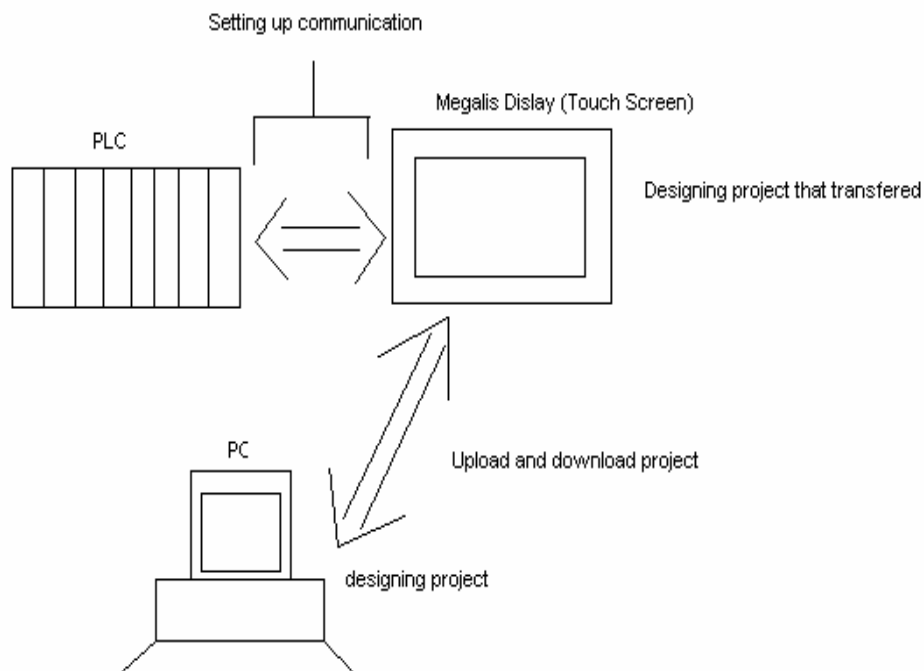 Setting up communication
Megalis Dislay (Touch Screen)
PLC
Designing project that transfered
PC
Upload and download project
designing project